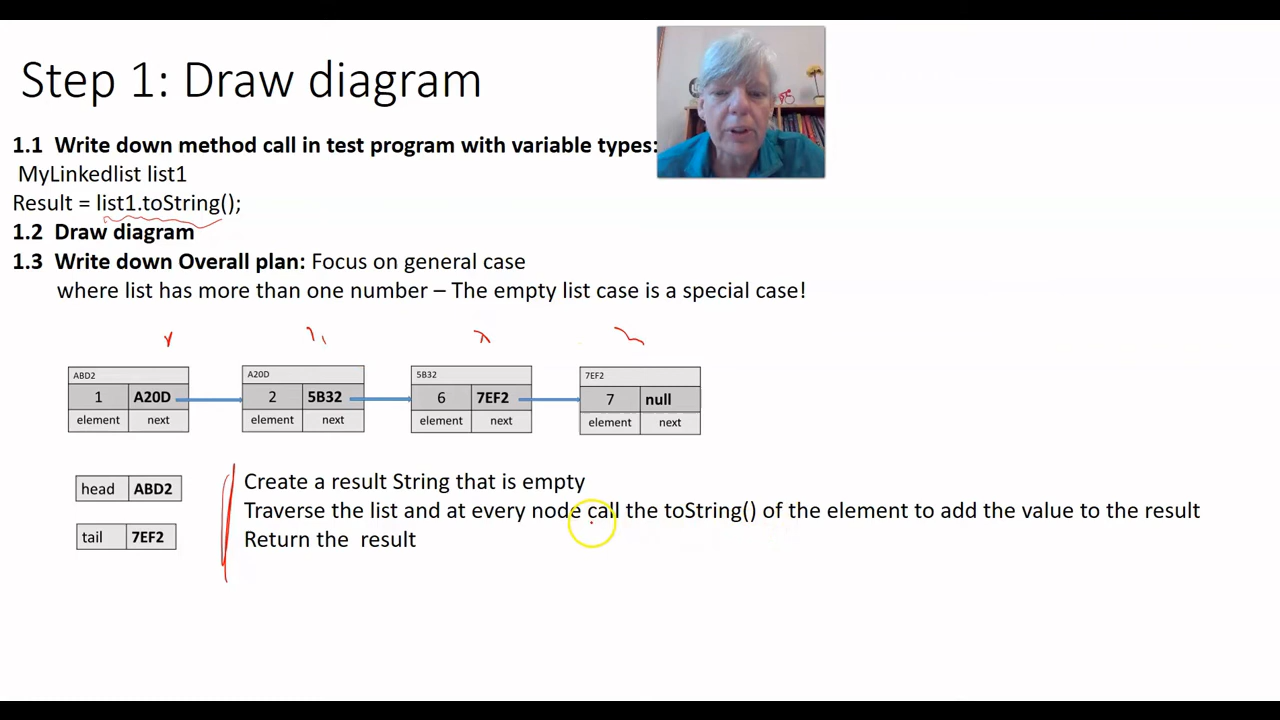 Step 1: Draw diagram
1.1 Write down method call in test program with variable types:
MyLinkedlist list1
Result = list1.toString();
1.2 Draw diagram
1.3 Write down Overall plan: Focus on general case
where list has more than one number – The empty list case is a special case!
ABD2 A20D 5B32 7EF2
1 A20D 2 5B32 6 7EF2 7 null
element next element next element next element next
head ABD2
tail 7EF2
Create a result String that is empty
Traverse the list and at every node call the toString() of the element to add the value to the result
Return the result